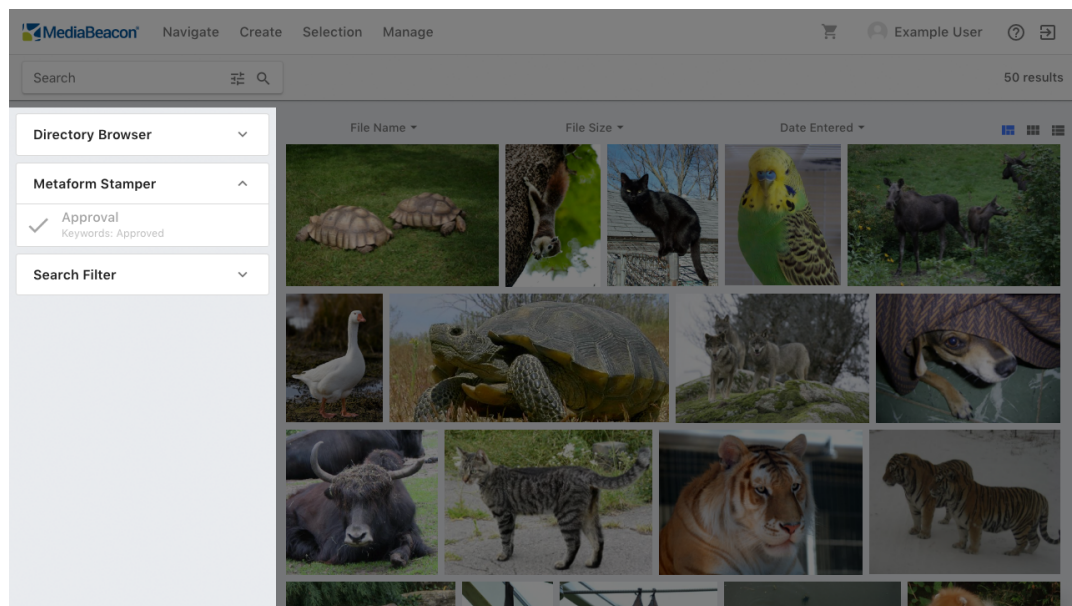 MediaBeacon® Navigate Create Selection Manage Example User
Search 50 results
Directory Browser
File Name File Size Date Entered
Metaform Stamper
Approval
Keywords: Approved
Search Filter